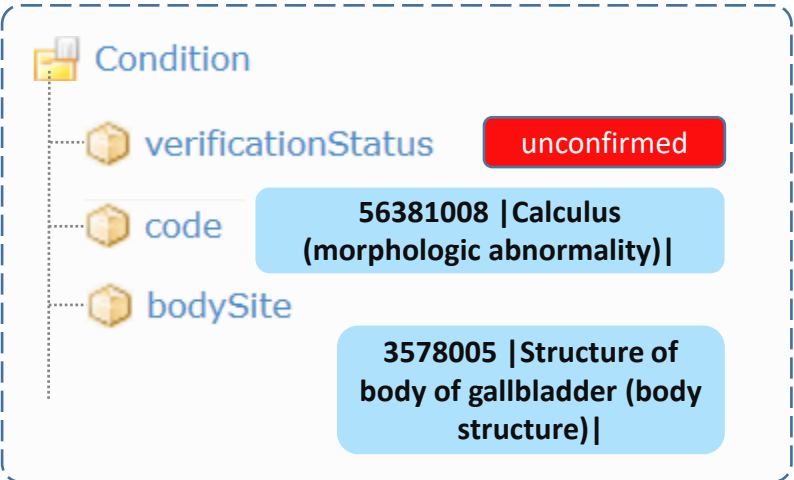 Condition
verificationStatus
unconfirmed
code
56381008 |Calculus
(morphologic abnormality)|
bodySite
3578005 |Structure of
body of gallbladder (body
structure)|